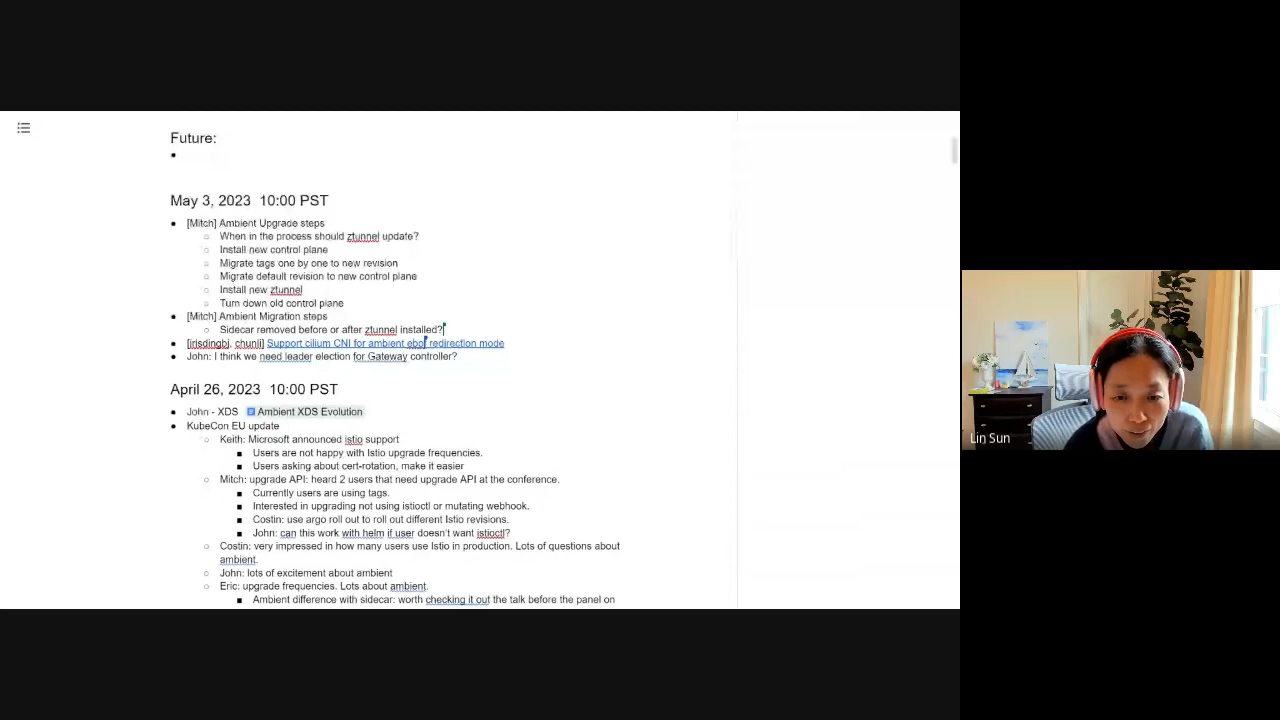 Future:
May 3, 2023 10:00 PST
[Mitch] Ambient Upgrade steps
When in the process should ztunnel update?
Install new control plane
Migrate tags one by one to new revision
Migrate default revision to new control plane
Install new ztunnel
Turn down old control plane
[Mitch] Ambient Migration steps
Sidecar removed before or after ztunnel installed?
[irisdingbj, chunli] Support cilium CNI for ambient ebpf redirection mode
John: I think we need leader election for Gateway controller?
April 26, 2023 10:00 PST
John - XDS Ambient XDS Evolution
KubeCon EU update
Keith: Microsoft announced istio support
Users are not happy with Istio upgrade frequencies.
Users asking about cert-rotation, make it easier
Mitch: upgrade API: heard 2 users that need upgrade API at the conference.
Currently users are using tags.
Interested in upgrading not using istioctl or mutating webhook.
Costin: use argo roll out to roll out different Istio revisions.
John: can this work with helm if user doesn't want istioctl?
Costin: very impressed in how many users use Istio in production. Lots of questions about
ambient.
John: lots of excitement about ambient
Eric: upgrade frequencies. Lots about ambient.
Ambient difference with sidecar: worth checking it out the talk before the panel on
Lin Sun